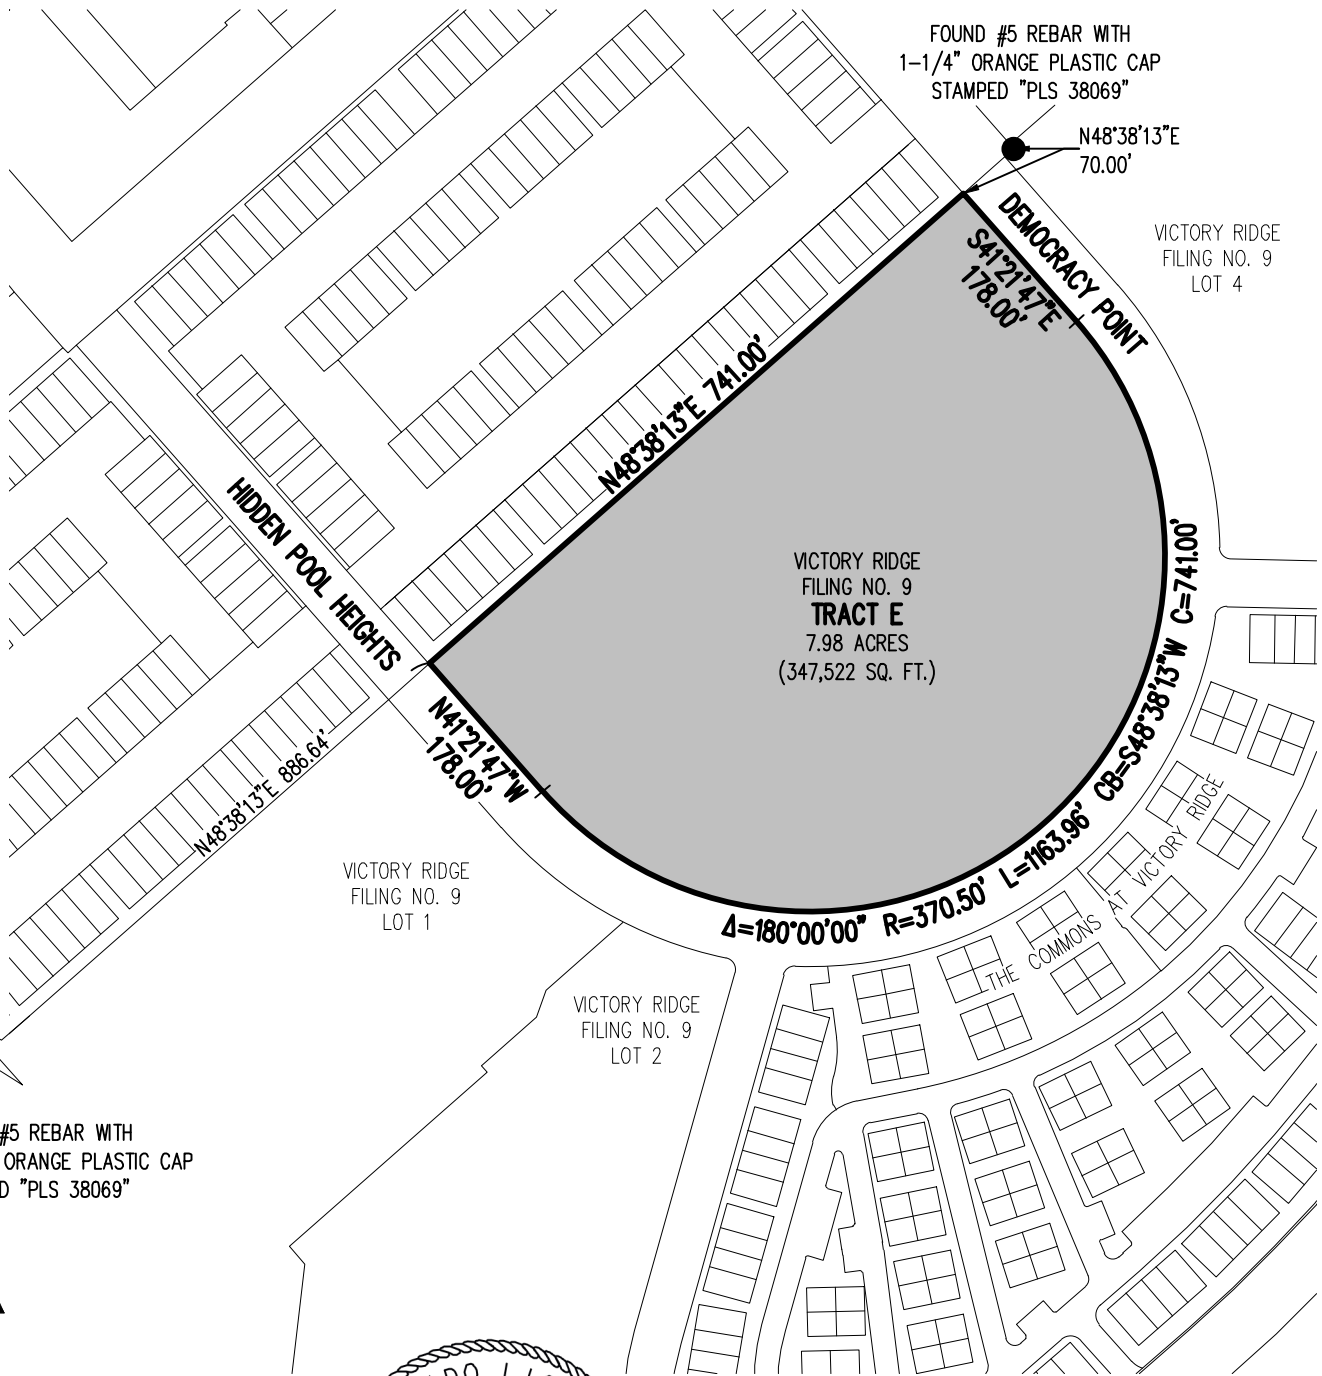 FOUND #5 REBAR WITH
1-1/4" ORANGE PLASTIC CAP
STAMPED "PLS 38069"
N48°38'13"E
70.00'
DEMOCRACY POINT
VICTORY RIDGE
FILING NO. 9
LOT 4
S41°21'47"E
178.00'
N48°38'13"E 741.00'
HIDDEN POOL HEIGHTS
VICTORY RIDGE
FILING NO. 9
TRACT E
7.98 ACRES
(347,522 SQ. FT.)
N41°21'47"W
178.00'
N48°38'13"E 886.64'
Δ=180°00'00" R=370.50' L=1163.96' CB=S48°38'13"W C=741.00'
VICTORY RIDGE
FILING NO. 9
LOT 1
THE COMMONS AT VICTORY RIDGE
VICTORY RIDGE
FILING NO. 9
LOT 2
#5 REBAR WITH
ORANGE PLASTIC CAP
D "PLS 38069"